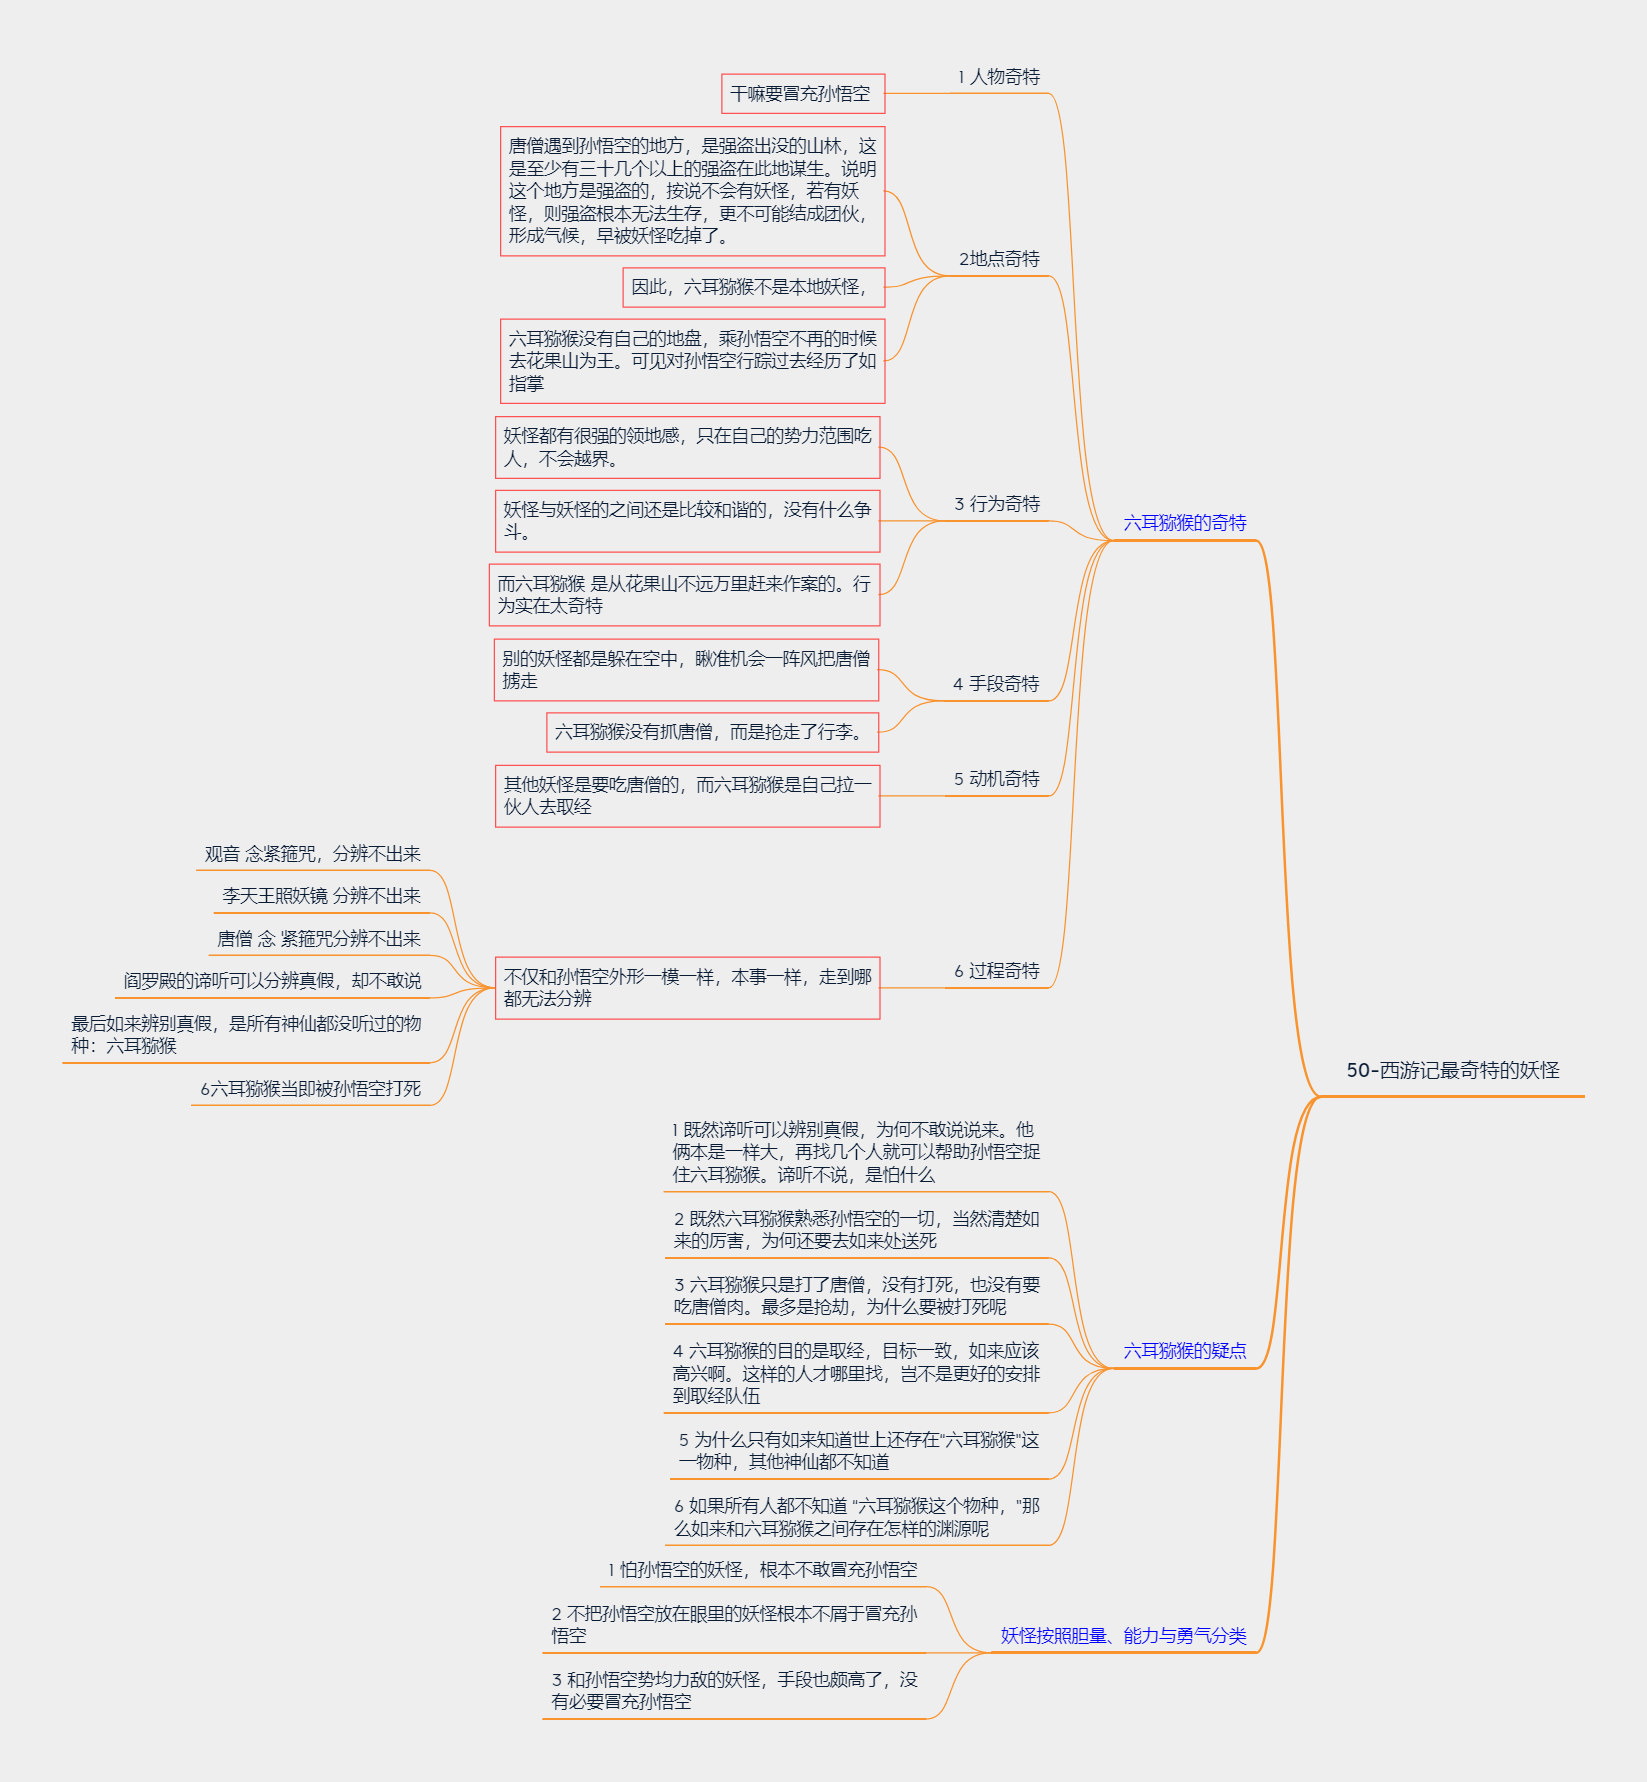 50-西游记最奇特的妖怪
六耳猕猴的奇特
1 人物奇特
干嘛要冒充孙悟空
2地点奇特
唐僧遇到孙悟空的地方，是强盗出没的山林，这
是至少有三十几个以上的强盗在此地谋生。说明
这个地方是强盗的，按说不会有妖怪，若有妖
怪，则强盗根本无法生存，更不可能结成团伙，
形成气候，早被妖怪吃掉了。
因此，六耳猕猴不是本地妖怪，
六耳猕猴没有自己的地盘，乘孙悟空不再的时候
去花果山为王。可见对孙悟空行踪过去经历了如
指掌
3 行为奇特
妖怪都有很强的领地感，只在自己的势力范围吃
人，不会越界。
妖怪与妖怪的之间还是比较和谐的，没有什么争
斗。
而六耳猕猴 是从花果山不远万里赶来作案的。行
为实在太奇特
4 手段奇特
别的妖怪都是躲在空中，瞅准机会一阵风把唐僧
掳走
六耳猕猴没有抓唐僧，而是抢走了行李。
5 动机奇特
其他妖怪是要吃唐僧的，而六耳猕猴是自己拉一
伙人去取经
6 过程奇特
不仅和孙悟空外形一模一样，本事一样，走到哪
都无法分辨
观音 念紧箍咒，分辨不出来
李天王照妖镜 分辨不出来
唐僧 念 紧箍咒分辨不出来
阎罗殿的谛听可以分辨真假，却不敢说
最后如来辨别真假，是所有神仙都没听过的物
种：六耳猕猴
6六耳猕猴当即被孙悟空打死
六耳猕猴的疑点
1 既然谛听可以辨别真假，为何不敢说说来。他
俩本是一样大，再找几个人就可以帮助孙悟空捉
住六耳猕猴。谛听不说，是怕什么
2 既然六耳猕猴熟悉孙悟空的一切，当然清楚如
来的厉害，为何还要去如来处送死
3 六耳猕猴只是打了唐僧，没有打死，也没有要
吃唐僧肉。最多是抢劫，为什么要被打死呢
4 六耳猕猴的目的是取经，目标一致，如来应该
高兴啊。这样的人才哪里找，岂不是更好的安排
到取经队伍
5 为什么只有如来知道世上还存在"六耳猕猴"这
一物种，其他神仙都不知道
6 如果所有人都不知道 "六耳猕猴这个物种，"那
么如来和六耳猕猴之间存在怎样的渊源呢
妖怪按照胆量、能力与勇气分类
1 怕孙悟空的妖怪，根本不敢冒充孙悟空
2 不把孙悟空放在眼里的妖怪根本不屑于冒充孙
悟空
3 和孙悟空势均力敌的妖怪，手段也颇高了，没
有必要冒充孙悟空